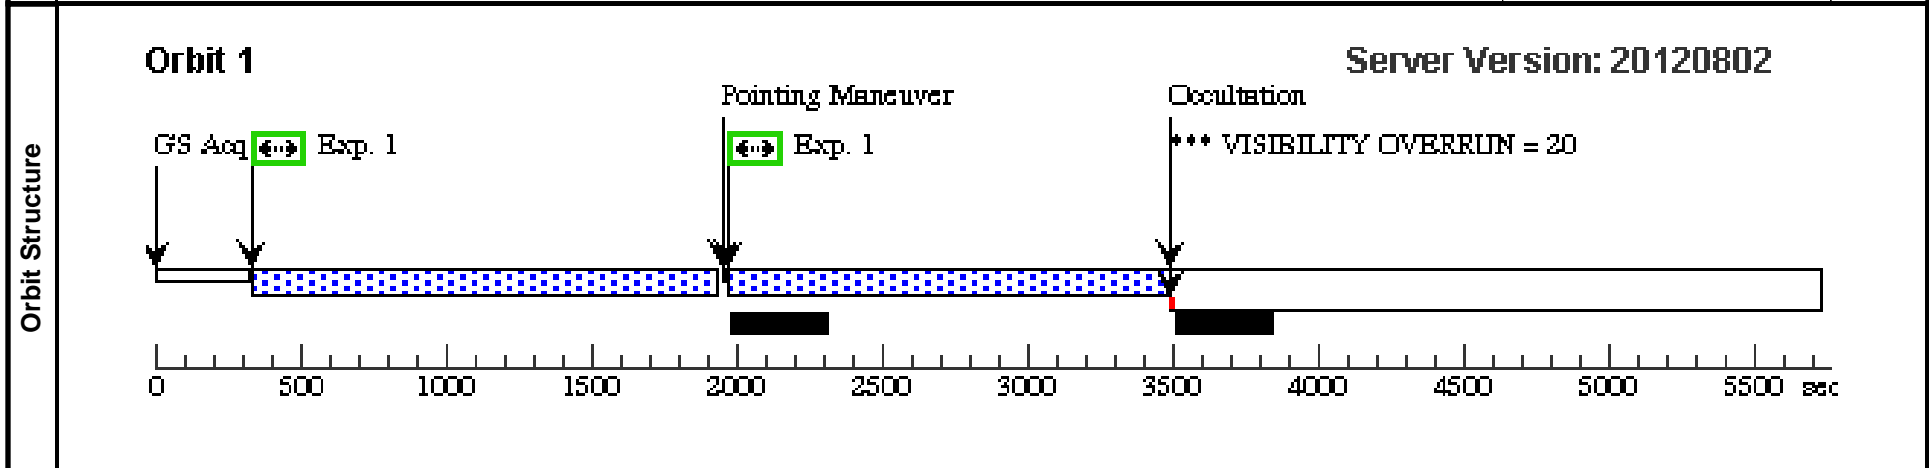 Orbit Structure
Orbit 1
Server Version: 20120802
Pointing Maneuver
Occultation
GS Acq
Exp. 1
Exp. 1
*** VISIBILITY OVERRUN = 20
0 500 1000 1500 2000 2500 3000 3500 4000 4500 5000 5500 sec